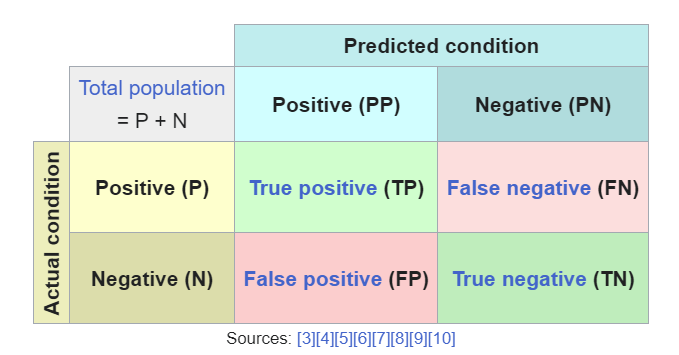 Predicted condition
Total population
= P + N
Positive (PP)
Negative (PN)
Actual condition
Positive (P)
True positive (TP)
False negative (FN)
Negative (N)
False positive (FP)
True negative (TN)
Sources: [3][4][5][6][7][8][9][10]